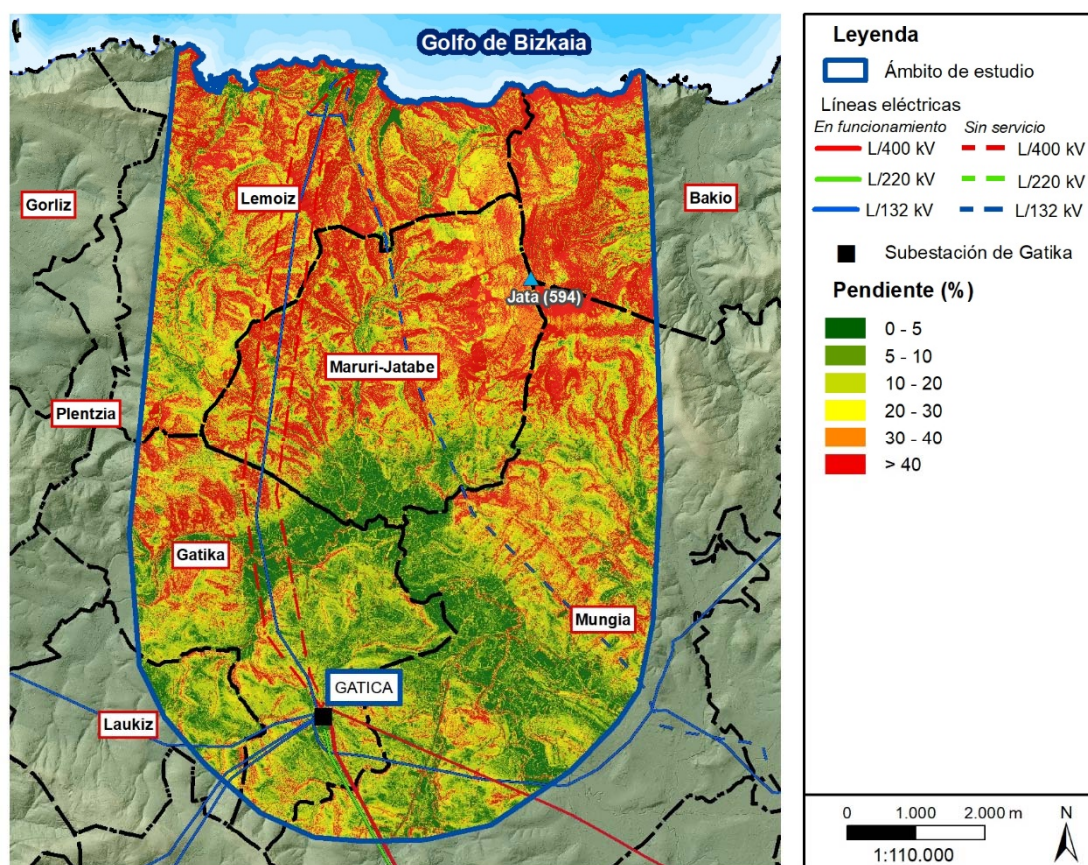 Golfo de Bizkaia
Gorliz
Lemoiz
Bakio
Jata (594)
Maruri-Jatabe
Plentzia
Gatika
Mungia
GATICA
Laukiz
Leyenda
Ámbito de estudio
Líneas eléctricas
En funcionamiento Sin servicio
L/400 kV L/400 kV
L/220 kV L/220 kV
L/132 kV L/132 kV
Subestación de Gatika
Pendiente (%)
0 - 5
5 - 10
10 - 20
20 - 30
30 - 40
> 40
0 1.000 2.000 m N
1:110.000